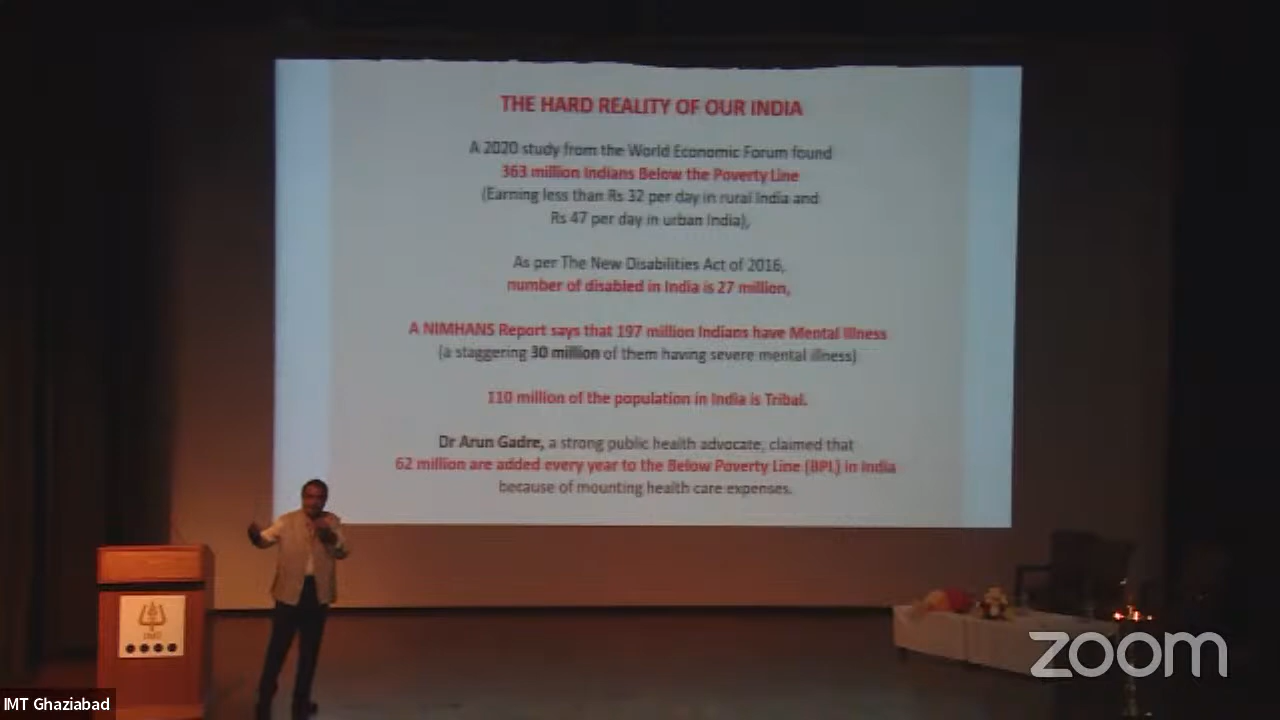 THE HARD REALITY OF OUR INDIA
A 2020 study from the World Economic Forum found
363 million Indians Below the Poverty Line
(Earning less than Rs 32 per day in rural India and
Rs 47 per day in urban India),
As per The New Disabilities Act of 2016,
number of disabled in India is 27 million,
A NIMHANS Report says that 197 million Indians have Mental Illness
(a staggering 30 million of them having severe mental illness)
110 million of the population in India is Tribal.
Dr Arun Gadre, a strong public health advocate, claimed that
62 million are added every year to the Below Poverty Line (BPL) in India
because of mounting health care expenses.
zoom
IMT Ghaziabad